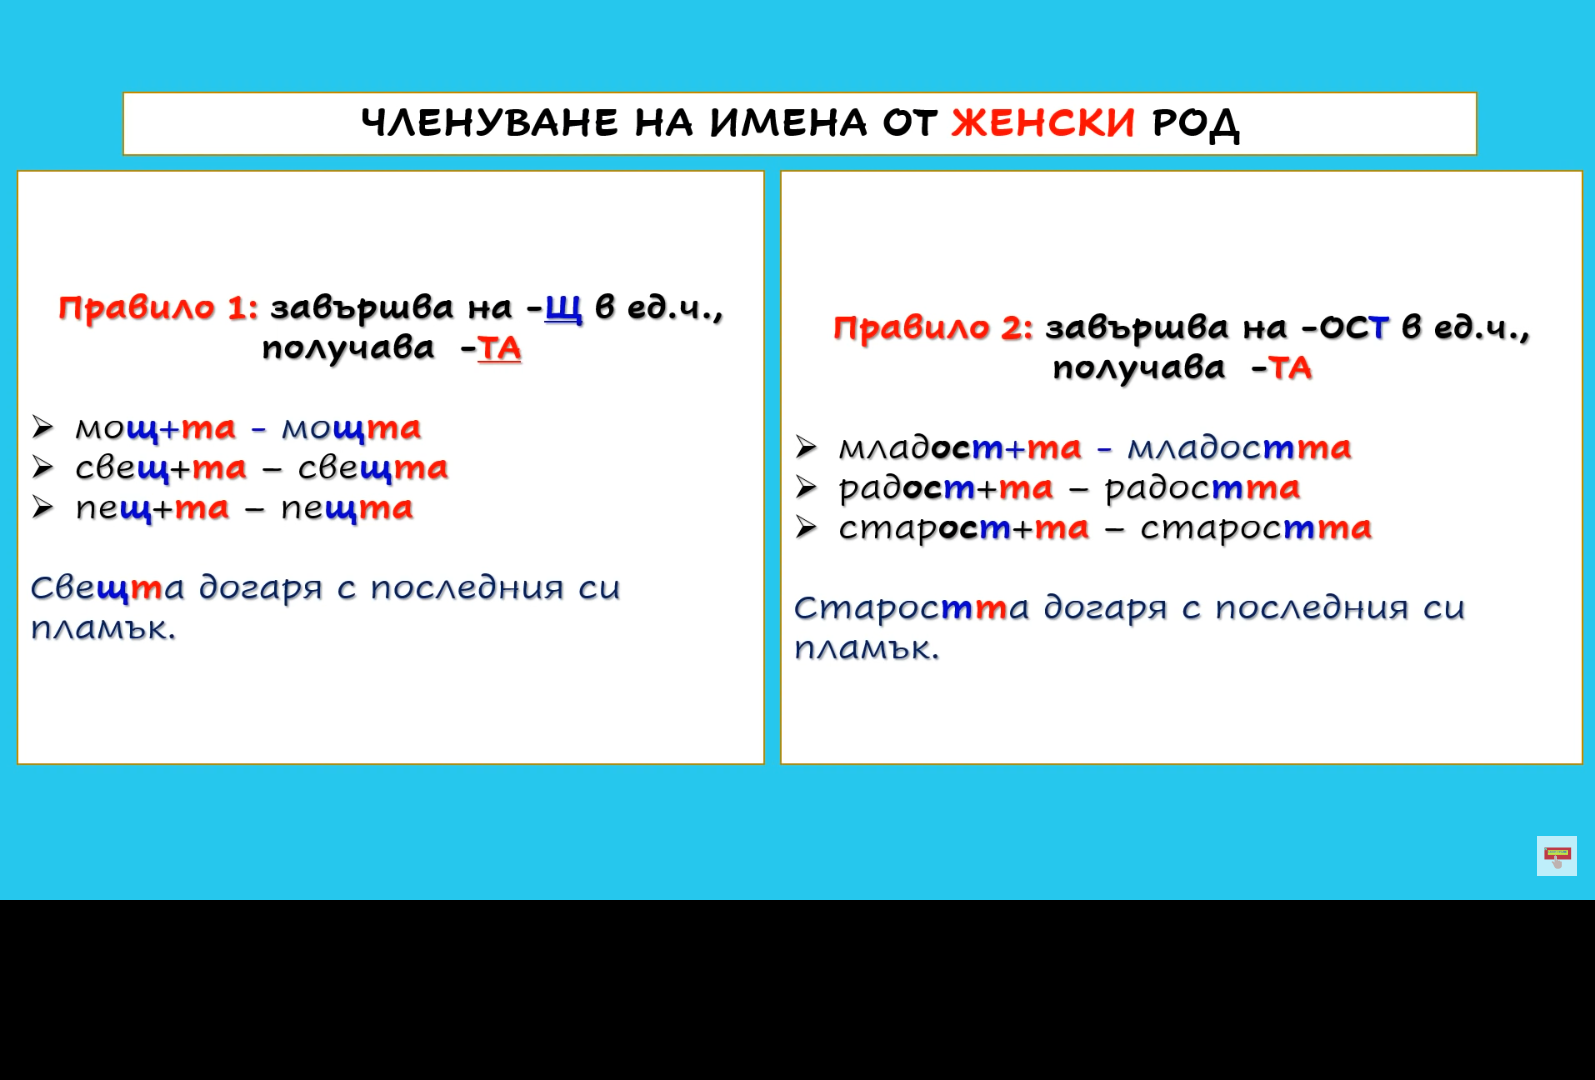 ЧЛЕНУВАНЕ НА ИМЕНА ОТ ЖЕНСКИ РОД
Правило 1: завършва на -Щ в ед.ч.,
получава -ТА
➢ мощ+та - мощта
➢ свещ+та – свещта
➢ пещ+та – пещта
Свещта догаря с последния си
пламък.
Правило 2: завършва на -ОСТ в ед.ч.,
получава -ТА
➢ младост+та - младостта
➢ радост+та – радостта
➢ старост+та – старостта
Старостта догаря с последния си
пламък.